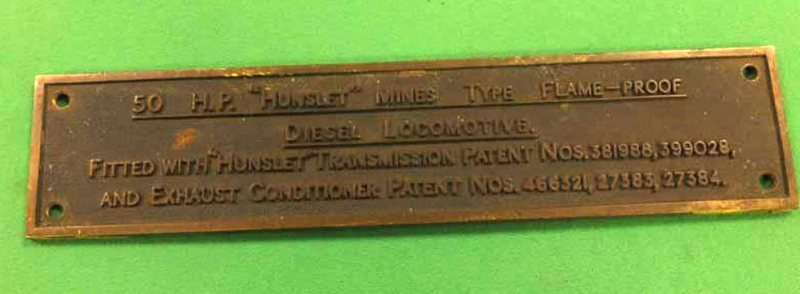 50 H.P. "HUNSLET" MINES TYPE FLAME-PROOF
DIESEL LOCOMOTIVE.
FITTED WITH "HUNSLET" TRANSMISSION PATENT NOS. 381986, 399028,
AND EXHAUST CONDITIONER PATENT NOS. 466321, 27383, 27384.